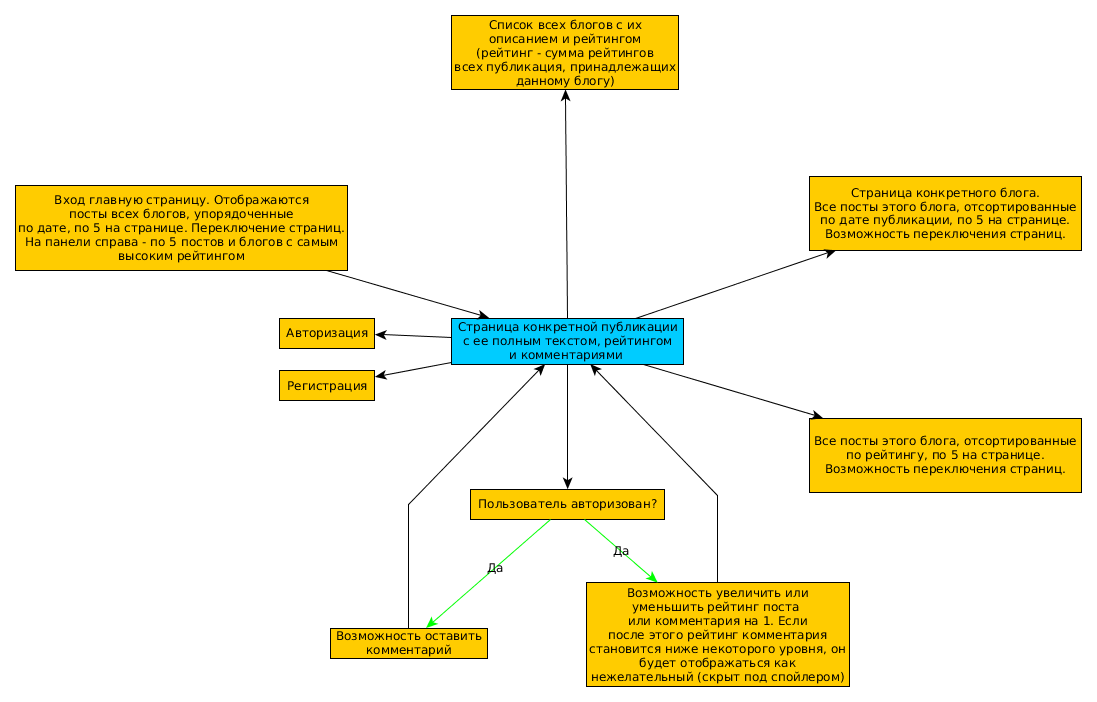 Список всех блогов с их
описанием и рейтингом
(рейтинг - сумма рейтингов
всех публикация, принадлежащих
данному блогу)
Вход главную страницу. Отображаются
посты всех блогов, упорядоченные
по дате, по 5 на странице. Переключение страниц.
На панели справа - по 5 постов и блогов с самым
высоким рейтингом
Страница конкретного блога.
Все посты этого блога, отсортированные
по дате публикации, по 5 на странице.
Возможность переключения страниц.
Авторизация
Страница конкретной публикации
с ее полным текстом, рейтингом
и комментариями
Регистрация
Все посты этого блога, отсортированные
по рейтингу, по 5 на странице.
Возможность переключения страниц.
Пользователь авторизован?
Да
Да
Возможность оставить
комментарий
Возможность увеличить или
уменьшить рейтинг поста
или комментария на 1. Если
после этого рейтинг комментария
становится ниже некоторого уровня, он
будет отображаться как
нежелательный (скрыт под спойлером)